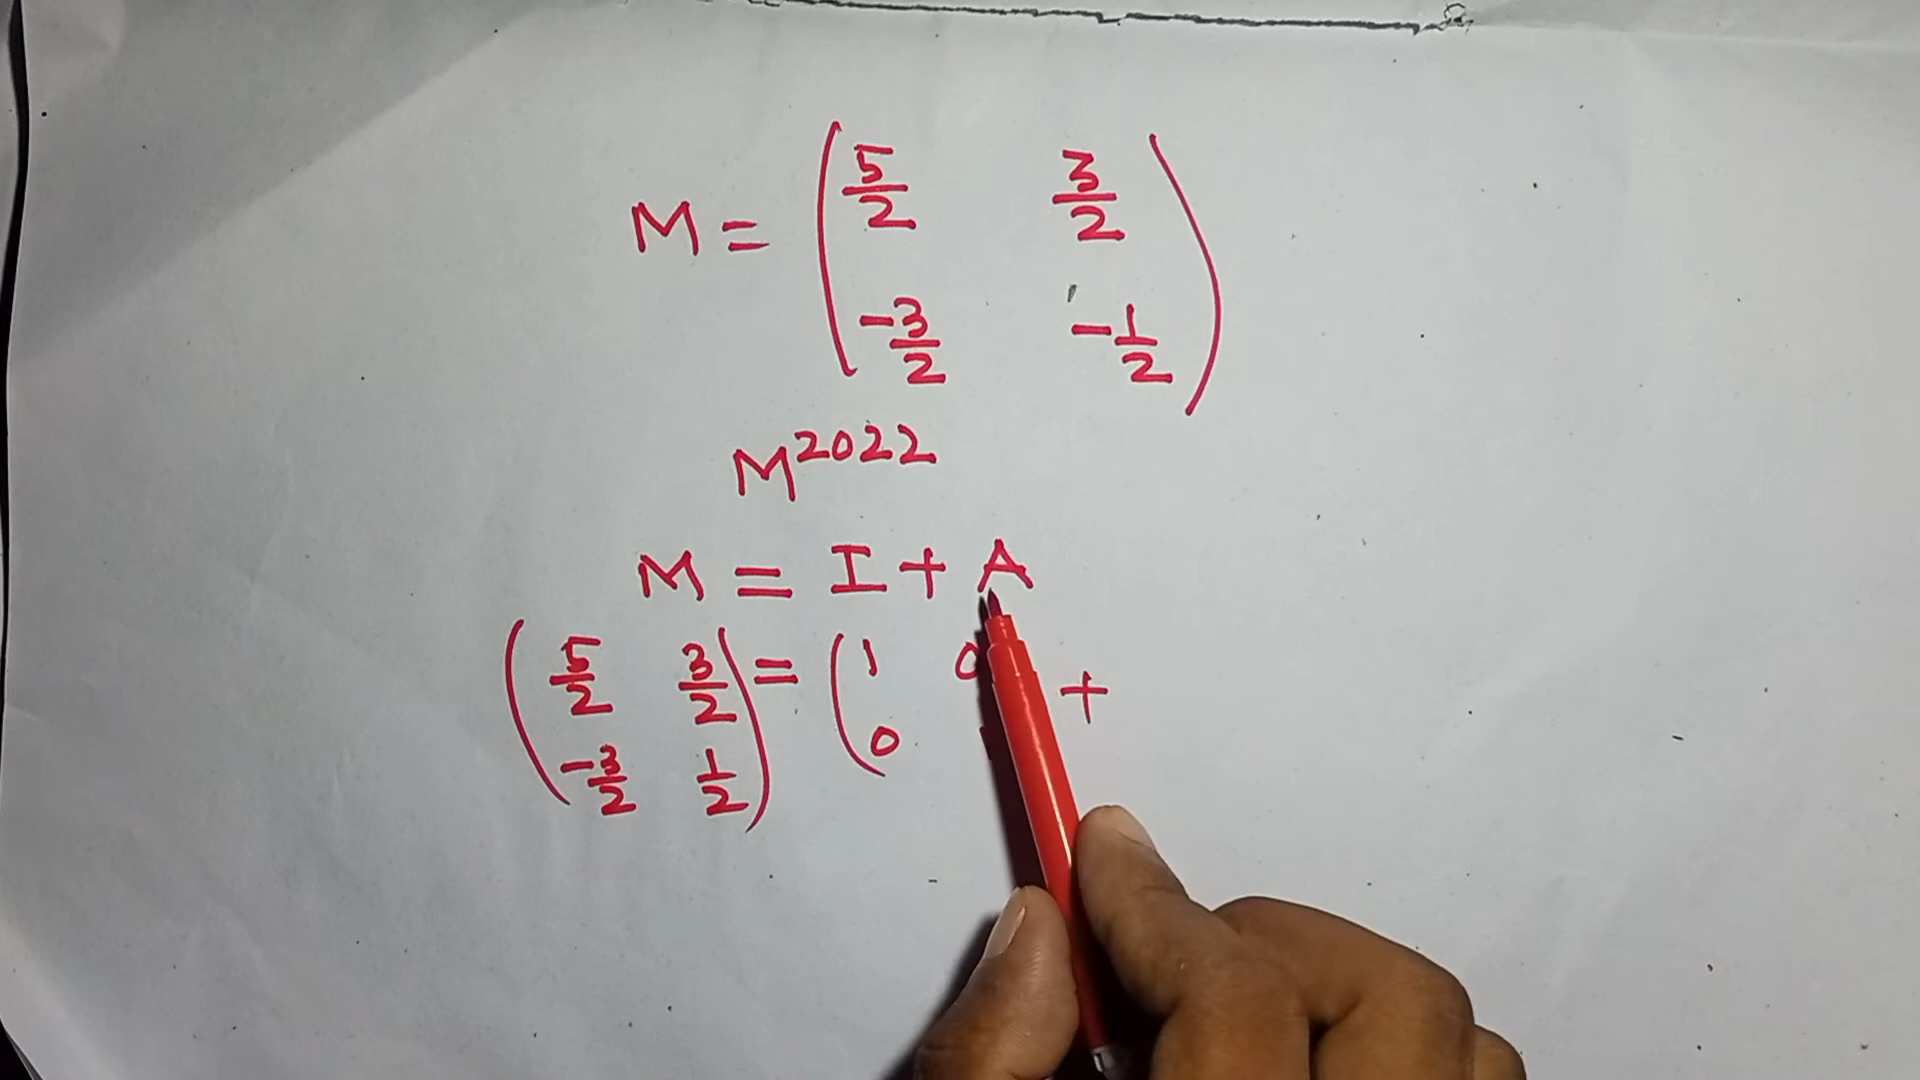 M = ( 5/2 3/2
-3/2 -1/2 )
M^2022
M = I + A
( 5/2 3/2 ) = ( 1 0 +
-3/2 1/2 0